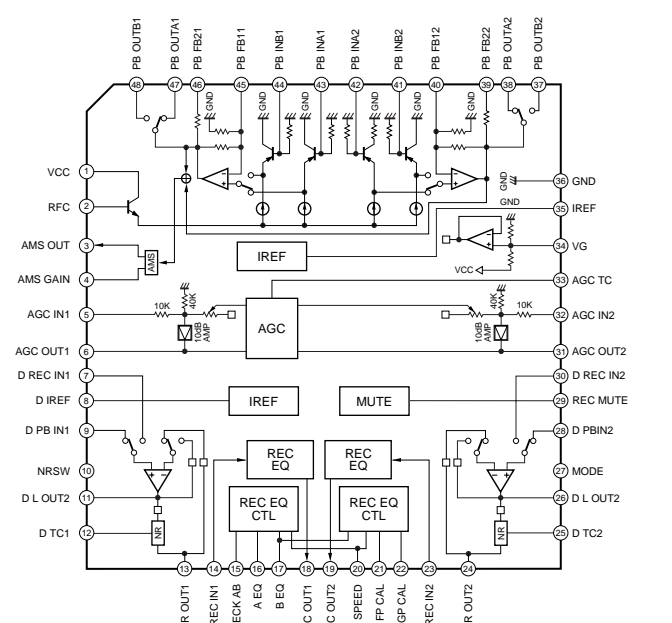 PB OUTB1
PB OUTA1
PB FB21
PB FB11
PB INB1
PB INA1
PB INA2
PB INB2
PB FB12
PB FB22
PB OUTA2
PB OUTB2
48
47
46
45
44
43
42
41
40
39
38
37
GND
GND
GND
GND
GND
GND
VCC
1
RFC
2
AMS OUT
3
AMS GAIN
4
AGC IN1
5
AGC OUT1
6
D REC IN1
7
D IREF
8
D PB IN1
9
NRSW
10
D L OUT2
11
D TC1
12
36
GND
35
IREF
34
VG
33
AGC TC
32
AGC IN2
31
AGC OUT2
30
D REC IN2
29
REC MUTE
28
D PBIN2
27
MODE
26
D L OUT2
25
D TC2
GND
GND
VCC
AMS
IREF
10K
40K
10dB
AMP
AGC
40K
10K
10dB
AMP
IREF
MUTE
REC
EQ
REC
EQ
REC EQ
CTL
REC EQ
CTL
NR
NR
13
14
15
16
17
18
19
20
21
22
23
24
R OUT1
REC IN1
ECK AB
A EQ
B EQ
C OUT1
C OUT2
SPEED
FP CAL
GP CAL
REC IN2
R OUT2